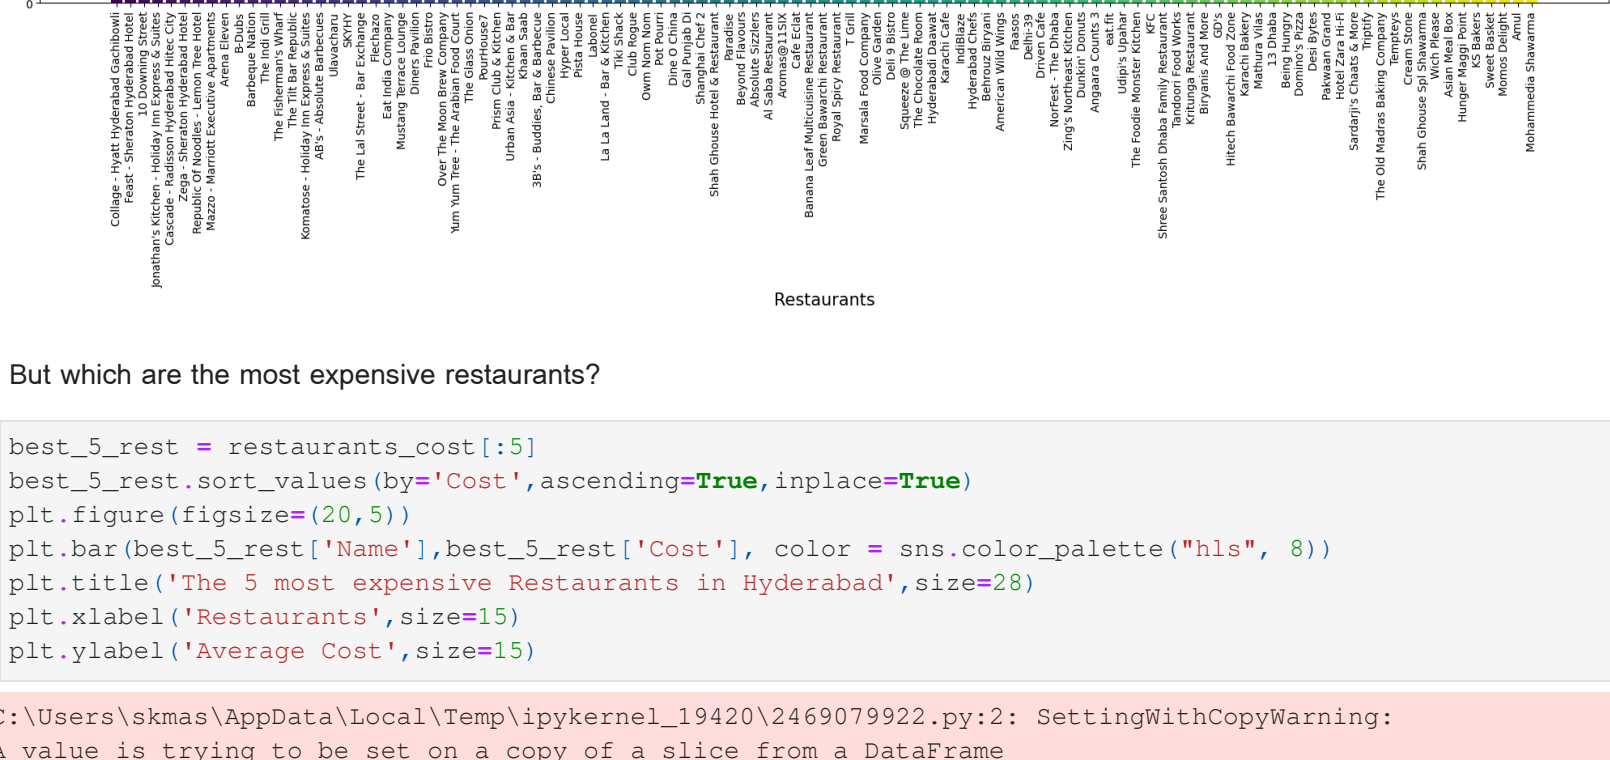 0
Collage - Hyatt Hyderabad Gachibowli
Feast - Sheraton Hyderabad Hotel
10 Downing Street
Jonathan's Kitchen - Holiday Inn Express & Suites
Cascade - Radisson Hyderabad Hitec City
Zega - Sheraton Hyderabad Hotel
Republic Of Noodles - Lemon Tree Hotel
Mazzo - Marriott Executive Apartments
Arena Eleven
B-Dubs
Barbeque Nation
The Indi Grill
The Fisherman's Wharf
The Tilt Bar Republic
Komatose - Holiday Inn Express & Suites
AB's - Absolute Barbecues
Ulavacharu
SKYHY
The Lal Street - Bar Exchange
Flechazo
Eat India Company
Mustang Terrace Lounge
Diners Pavilion
Frio Bistro
Over The Moon Brew Company
Yum Yum Tree - The Arabian Food Court
The Glass Onion
PourHouse7
Prism Club & Kitchen
Urban Asia - Kitchen & Bar
Khaan Saab
3B's - Buddies, Bar & Barbecue
Chinese Pavilion
Hyper Local
Pista House
Labonel
La La Land - Bar & Kitchen
Tiki Shack
Club Rogue
Owm Nom Nom
Pot Pourri
Dine O China
Gal Punjab Di
Shanghai Chef 2
Shah Ghouse Hotel & Restaurant
Paradise
Beyond Flavours
Absolute Sizzlers
Al Saba Restaurant
Aromas@11SIX
Cafe Eclat
Banana Leaf Multicuisine Restaurant
Green Bawarchi Restaurant
Royal Spicy Restaurant
T Grill
Marsala Food Company
Olive Garden
Deli 9 Bistro
Squeeze @ The Lime
The Chocolate Room
Hyderabadi Daawat
Karachi Cafe
IndiBlaze
Hyderabad Chefs
Behrouz Biryani
American Wild Wings
Faasos
Delhi-39
Driven Cafe
NorFest - The Dhaba
Zing's Northeast Kitchen
Dunkin' Donuts
Angaara Counts 3
eat.fit
Udipi's Upahar
The Foodie Monster Kitchen
KFC
Shree Santosh Dhaba Family Restaurant
Tandoori Food Works
Kritunga Restaurant
Biryanis And More
GD's
Hitech Bawarchi Food Zone
Karachi Bakery
Mathura Vilas
13 Dhaba
Being Hungry
Domino's Pizza
Desi Bytes
Pakwaan Grand
Hotel Zara Hi-Fi
Sardarji's Chaats & More
Triptify
The Old Madras Baking Company
Tempteys
Cream Stone
Shah Ghouse Spl Shawarma
Wich Please
Asian Meal Box
Hunger Maggi Point
KS Bakers
Sweet Basket
Momos Delight
Amul
Mohammedia Shawarma
Restaurants
But which are the most expensive restaurants?
best_5_rest = restaurants_cost[:5]
best_5_rest.sort_values(by='Cost',ascending=True,inplace=True)
plt.figure(figsize=(20,5))
plt.bar(best_5_rest['Name'],best_5_rest['Cost'], color = sns.color_palette("hls", 8))
plt.title('The 5 most expensive Restaurants in Hyderabad',size=28)
plt.xlabel('Restaurants',size=15)
plt.ylabel('Average Cost',size=15)
C:\Users\skmas\AppData\Local\Temp\ipykernel_19420\2469079922.py:2: SettingWithCopyWarning:
A value is trying to be set on a copy of a slice from a DataFrame